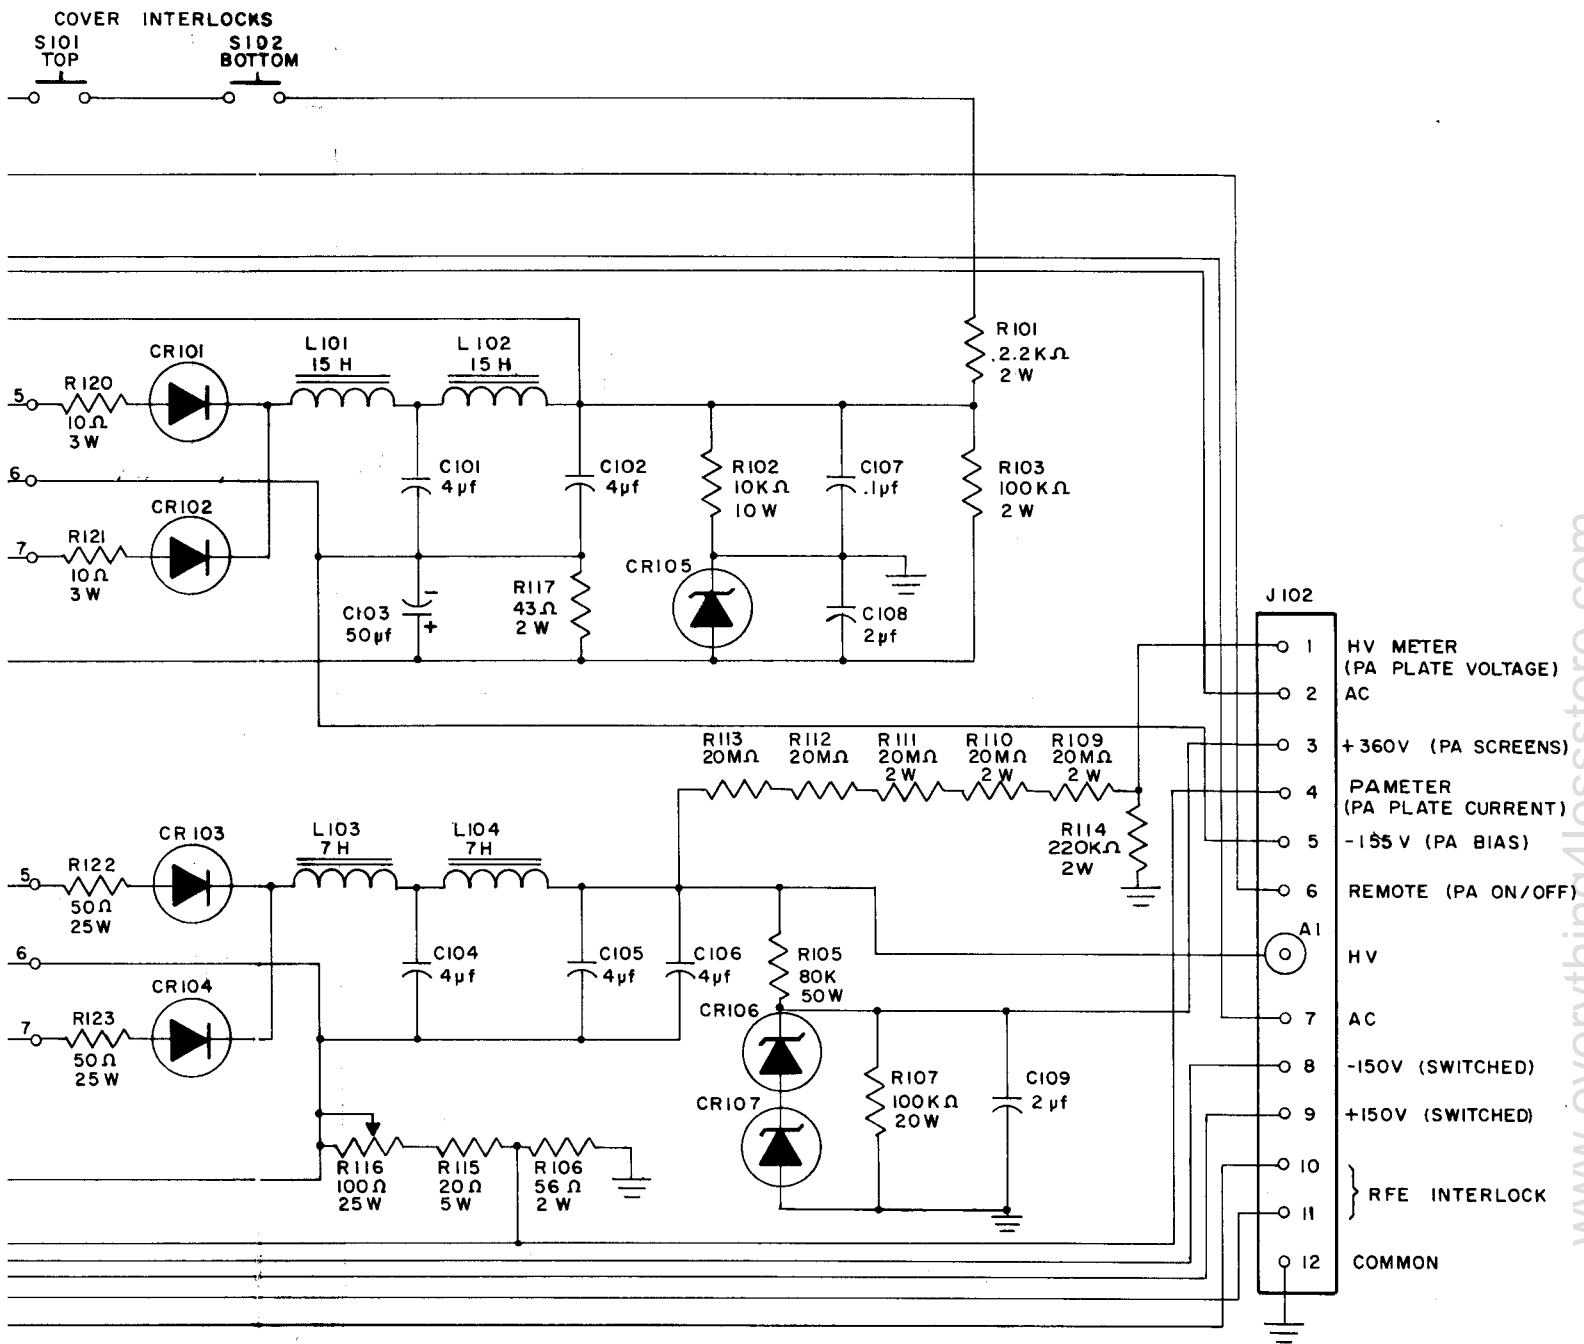 COVER INTERLOCKS
S101
TOP
S102
BOTTOM
R101
2.2KΩ
2W
CR101
L101
15 H
L102
15 H
5
R120
10Ω
3W
6
C101
4µf
C102
4µf
R102
10KΩ
10W
C107
.1µf
R103
100KΩ
2W
CR102
7
R121
10Ω
3W
CR105
C103
50µf
-
+
R117
43Ω
2W
C108
2µf
J102
1 HV METER
(PA PLATE VOLTAGE)
2 AC
3 +360V (PA SCREENS)
4 PA METER
(PA PLATE CURRENT)
5 -155V (PA BIAS)
6 REMOTE (PA ON/OFF)
A1
HV
7 AC
8 -150V (SWITCHED)
9 +150V (SWITCHED)
10
11
RFE INTERLOCK
12 COMMON
R113
20MΩ
R112
20MΩ
R111
20MΩ
2W
R110
20MΩ
2W
R109
20MΩ
2W
R114
220KΩ
2W
CR103
L103
7H
L104
7H
5
R122
50Ω
25W
6
C104
4µf
C105
4µf
C106
4µf
R105
80K
50W
CR104
7
R123
50Ω
25W
CR106
CR107
R107
100KΩ
20W
C109
2µf
R116
100Ω
25W
R115
20Ω
5W
R106
56Ω
2W
www.everything4lessstore.com